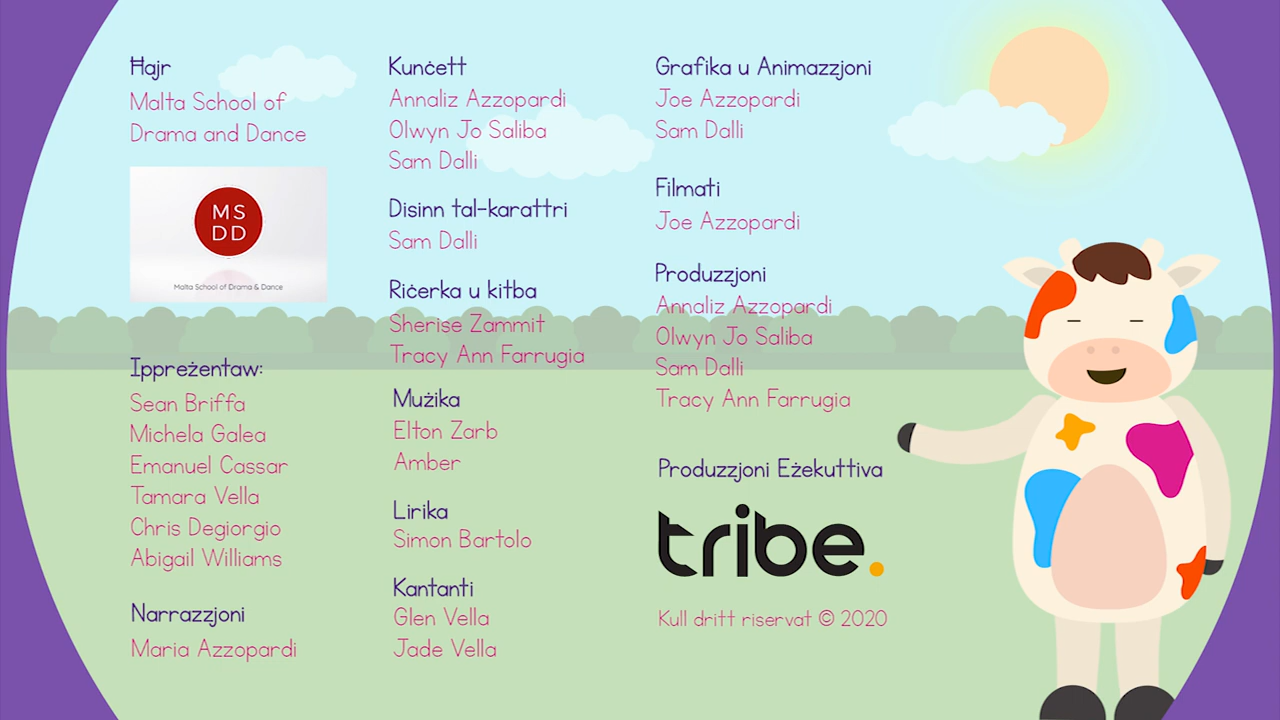 Ħajr
Malta School of
Drama and Dance
MS
DD
Malta School of Drama & Dance
Ippreżentaw:
Sean Briffa
Michela Galea
Emanuel Cassar
Tamara Vella
Chris Degiorgio
Abigail Williams
Narrazzjoni
Maria Azzopardi
Kunċett
Annaliz Azzopardi
Olwyn Jo Saliba
Sam Dalli
Disinn tal-karattri
Sam Dalli
Riċerka u kitba
Sherise Zammit
Tracy Ann Farrugia
Mużika
Elton Zarb
Amber
Lirika
Simon Bartolo
Kantanti
Glen Vella
Jade Vella
Grafika u Animazzjoni
Joe Azzopardi
Sam Dalli
Filmati
Joe Azzopardi
Produzzjoni
Annaliz Azzopardi
Olwyn Jo Saliba
Sam Dalli
Tracy Ann Farrugia
Produzzjoni Eżekuttiva
tribe.
Kull dritt riservat © 2020